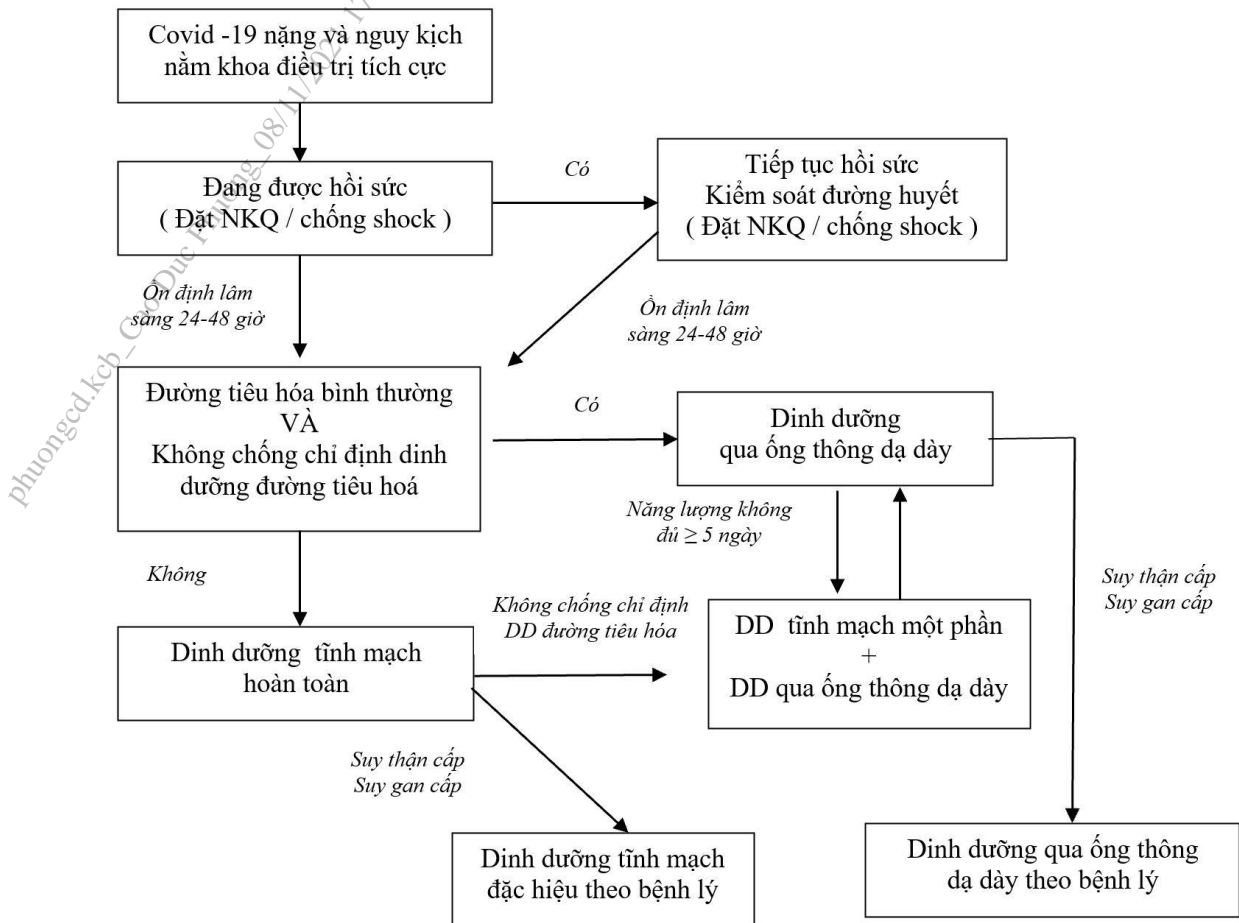 Covid -19 nặng và nguy kịch
nằm khoa điều trị tích cực
Đang được hồi sức
( Đặt NKQ / chống shock )
Có
Tiếp tục hồi sức
Kiểm soát đường huyết
( Đặt NKQ / chống shock )
Ổn định lâm
sàng 24-48 giờ
Ổn định lâm
sàng 24-48 giờ
Đường tiêu hóa bình thường
VÀ
Không chống chỉ định dinh
dưỡng đường tiêu hoá
Có
Dinh dưỡng
qua ống thông dạ dày
Năng lượng không
đủ ≥ 5 ngày
Không
Suy thận cấp
Suy gan cấp
Không chống chỉ định
DD đường tiêu hóa
DD tĩnh mạch một phần
+
DD qua ống thông dạ dày
Dinh dưỡng tĩnh mạch
hoàn toàn
Suy thận cấp
Suy gan cấp
Dinh dưỡng tĩnh mạch
đặc hiệu theo bệnh lý
Dinh dưỡng qua ống thông
dạ dày theo bệnh lý
phuongcd.kcb_Cao Duc Phuong_08/11/2021